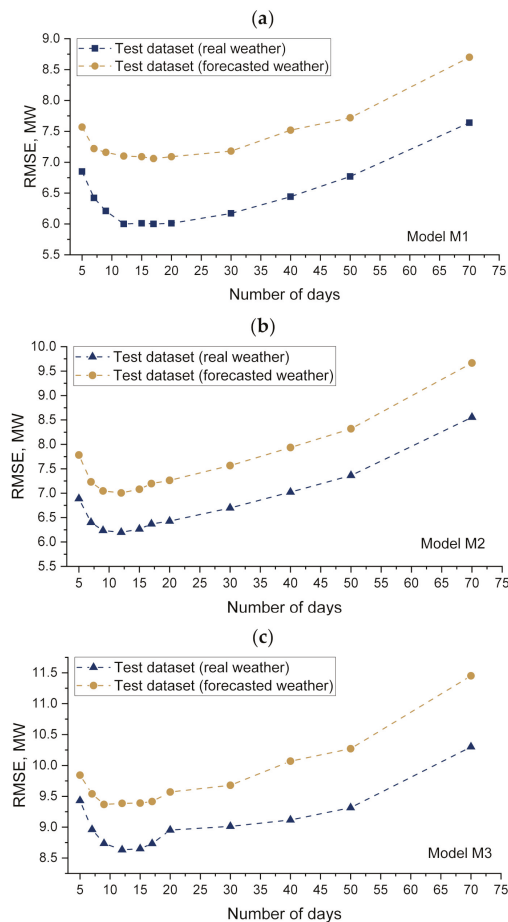 (a)
9.0
Test dataset (real weather)
Test dataset (forecasted weather)
8.5
8.0
7.5
7.0
6.5
6.0
5.5
RMSE, MW
Model M1
5 10 15 20 25 30 35 40 45 50 55 60 65 70 75
Number of days
(b)
10.0
Test dataset (real weather)
Test dataset (forecasted weather)
9.5
9.0
8.5
8.0
7.5
7.0
6.5
6.0
5.5
RMSE, MW
Model M2
5 10 15 20 25 30 35 40 45 50 55 60 65 70 75
Number of days
(c)
Test dataset (real weather)
Test dataset (forecasted weather)
11.5
11.0
10.5
10.0
9.5
9.0
8.5
RMSE, MW
Model M3
5 10 15 20 25 30 35 40 45 50 55 60 65 70 75
Number of days